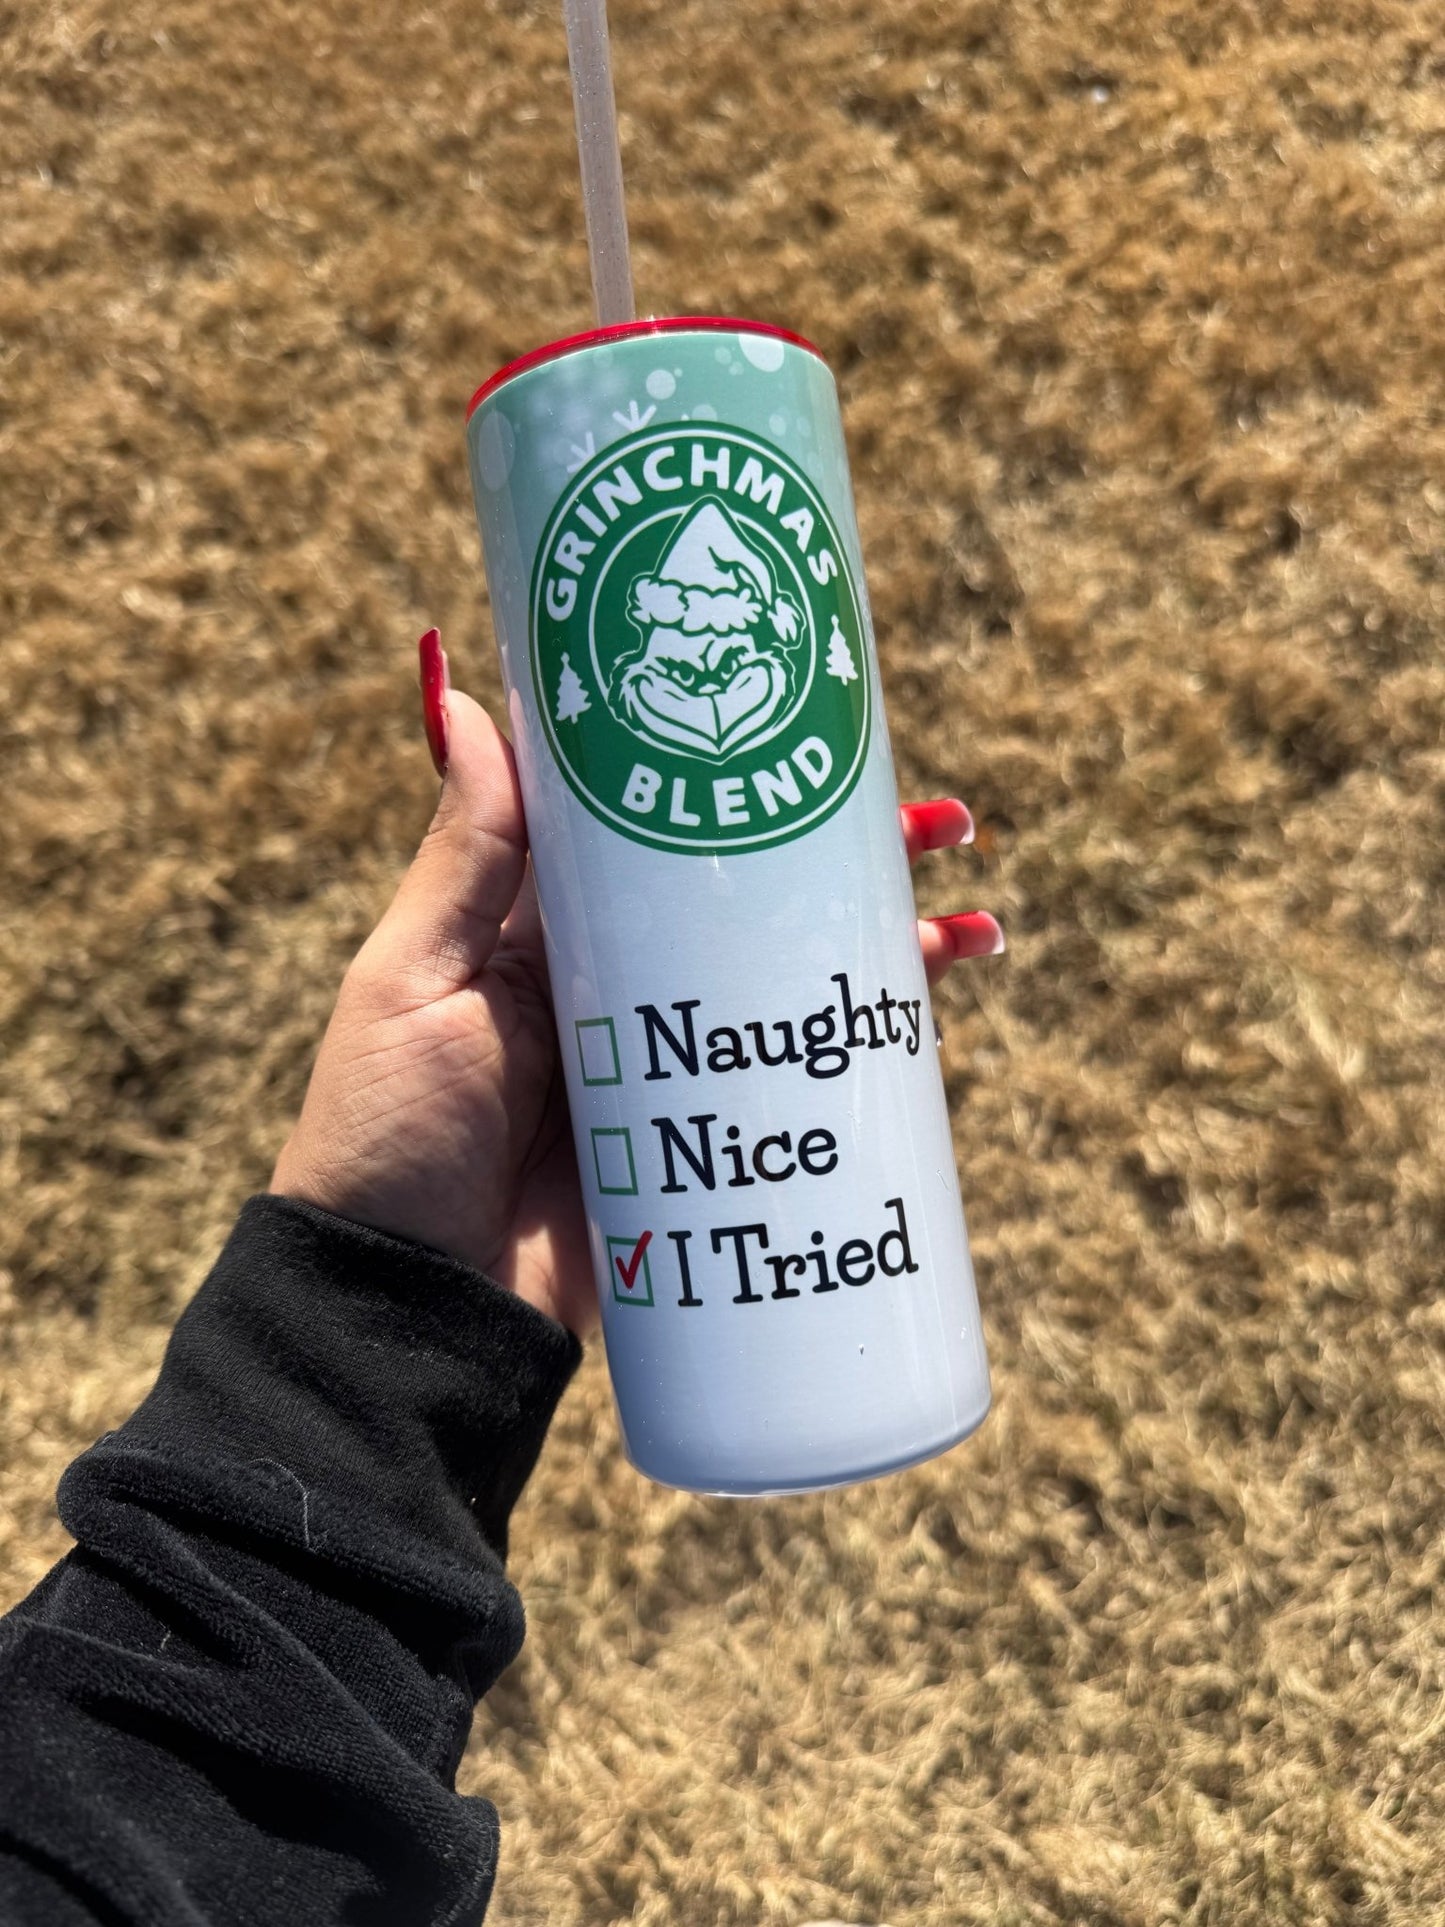 GRINCHMAS
BLEND
Naughty
Nice
I Tried